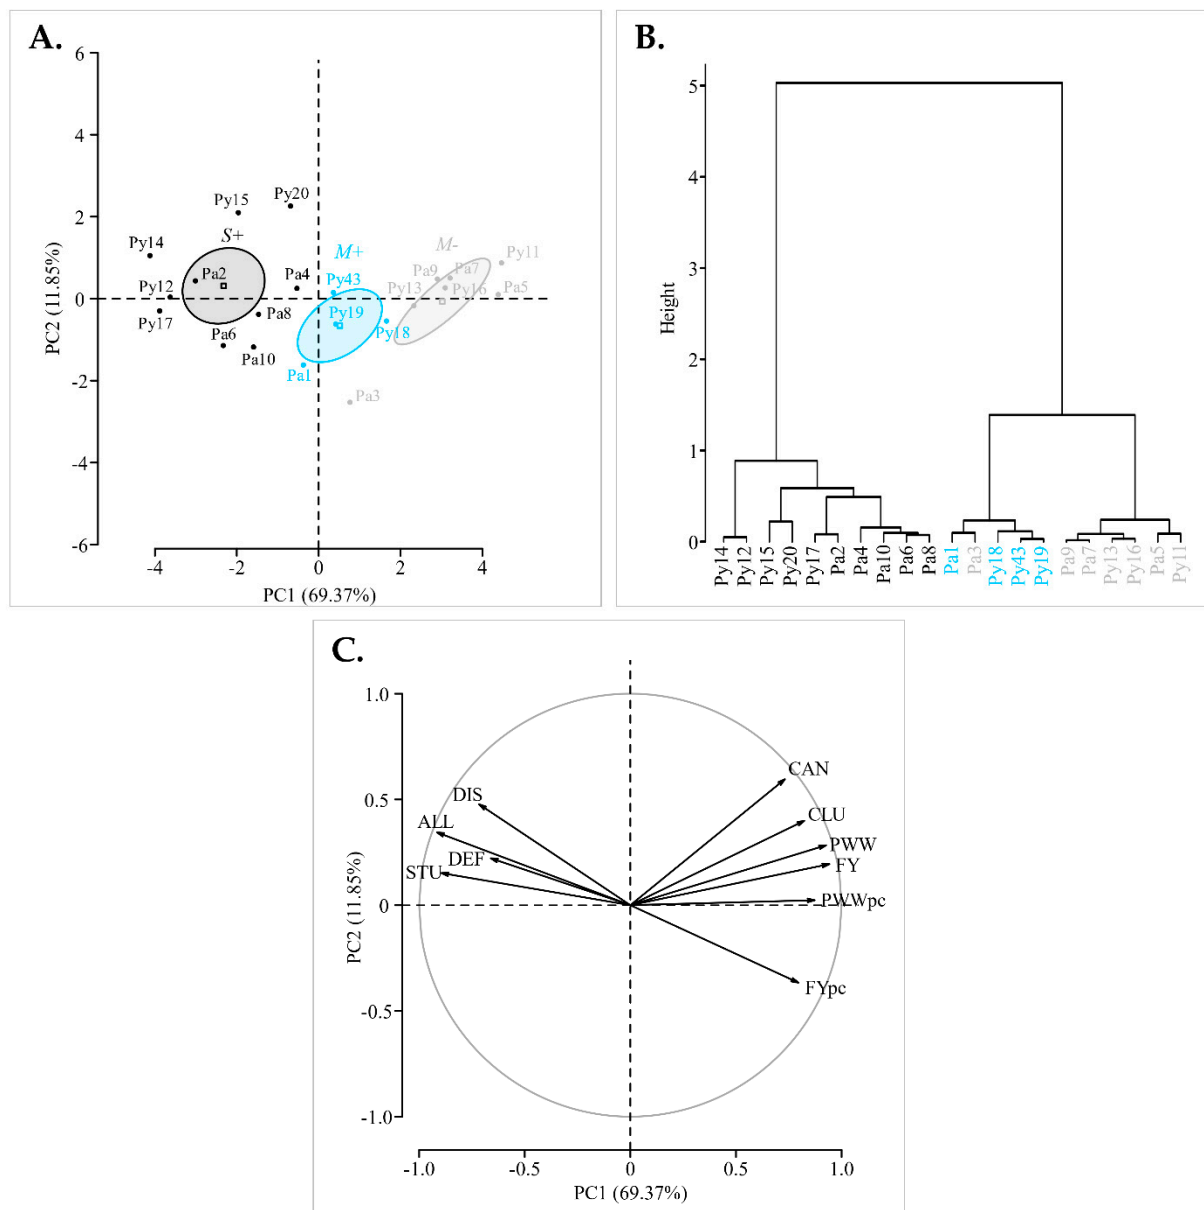 A.
6
4
2
0
-2
-4
-6
PC2 (11.85%)
Py15
Py20
Py14
S+
M+
M-
Py11
Pa2
Pa4
Py43
Pa9
Pa7
Py12
Py13
Py16
Pa5
Py17
Pa8
Py19
Pa6
Py18
Pa10
Pa1
Pa3
-4
-2
0
2
4
PC1 (69.37%)
B.
5
4
3
2
1
0
Height
Py14
Py12
Py15
Py20
Py17
Pa2
Pa4
Pa10
Pa6
Pa8
Pa1
Pa3
Py18
Py43
Py19
Pa9
Pa7
Py13
Py16
Pa5
Py11
C.
1.0
0.5
0
-0.5
-1.0
PC2 (11.85%)
CAN
DIS
CLU
ALL
PWW
DEF
FY
STU
PWWpc
FYpc
-1.0
-0.5
0
0.5
1.0
PC1 (69.37%)